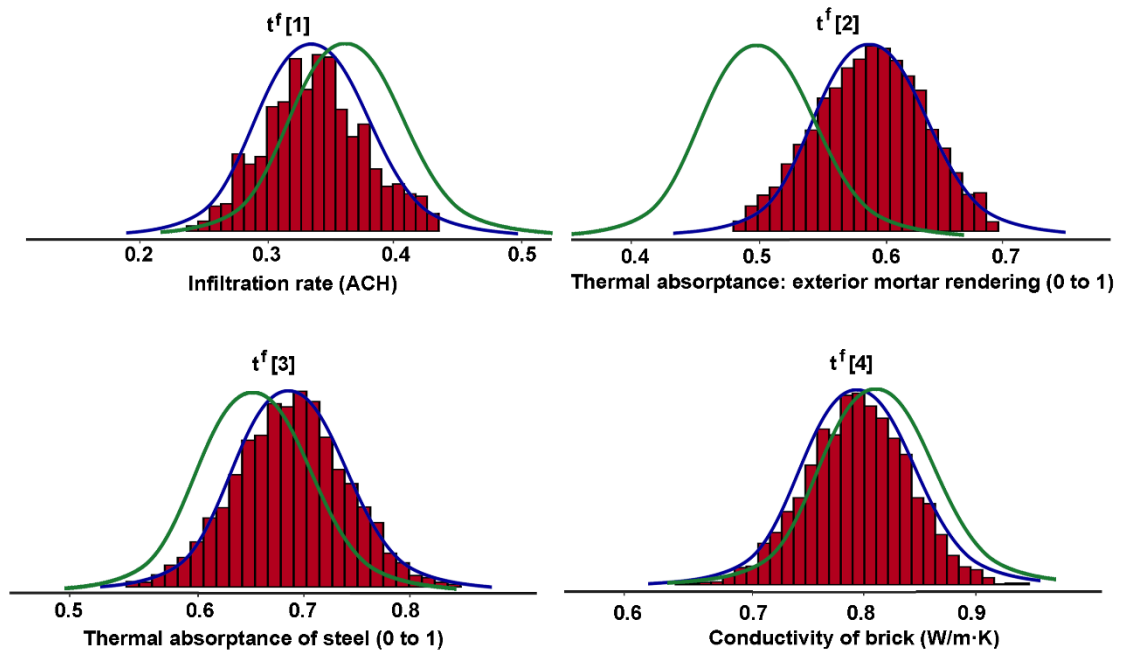 t^f [1]
0.2 0.3 0.4 0.5
Infiltration rate (ACH)
t^f [2]
0.4 0.5 0.6 0.7
Thermal absorptance: exterior mortar rendering (0 to 1)
t^f [3]
0.5 0.6 0.7 0.8
Thermal absorptance of steel (0 to 1)
t^f [4]
0.6 0.7 0.8 0.9
Conductivity of brick (W/m·K)